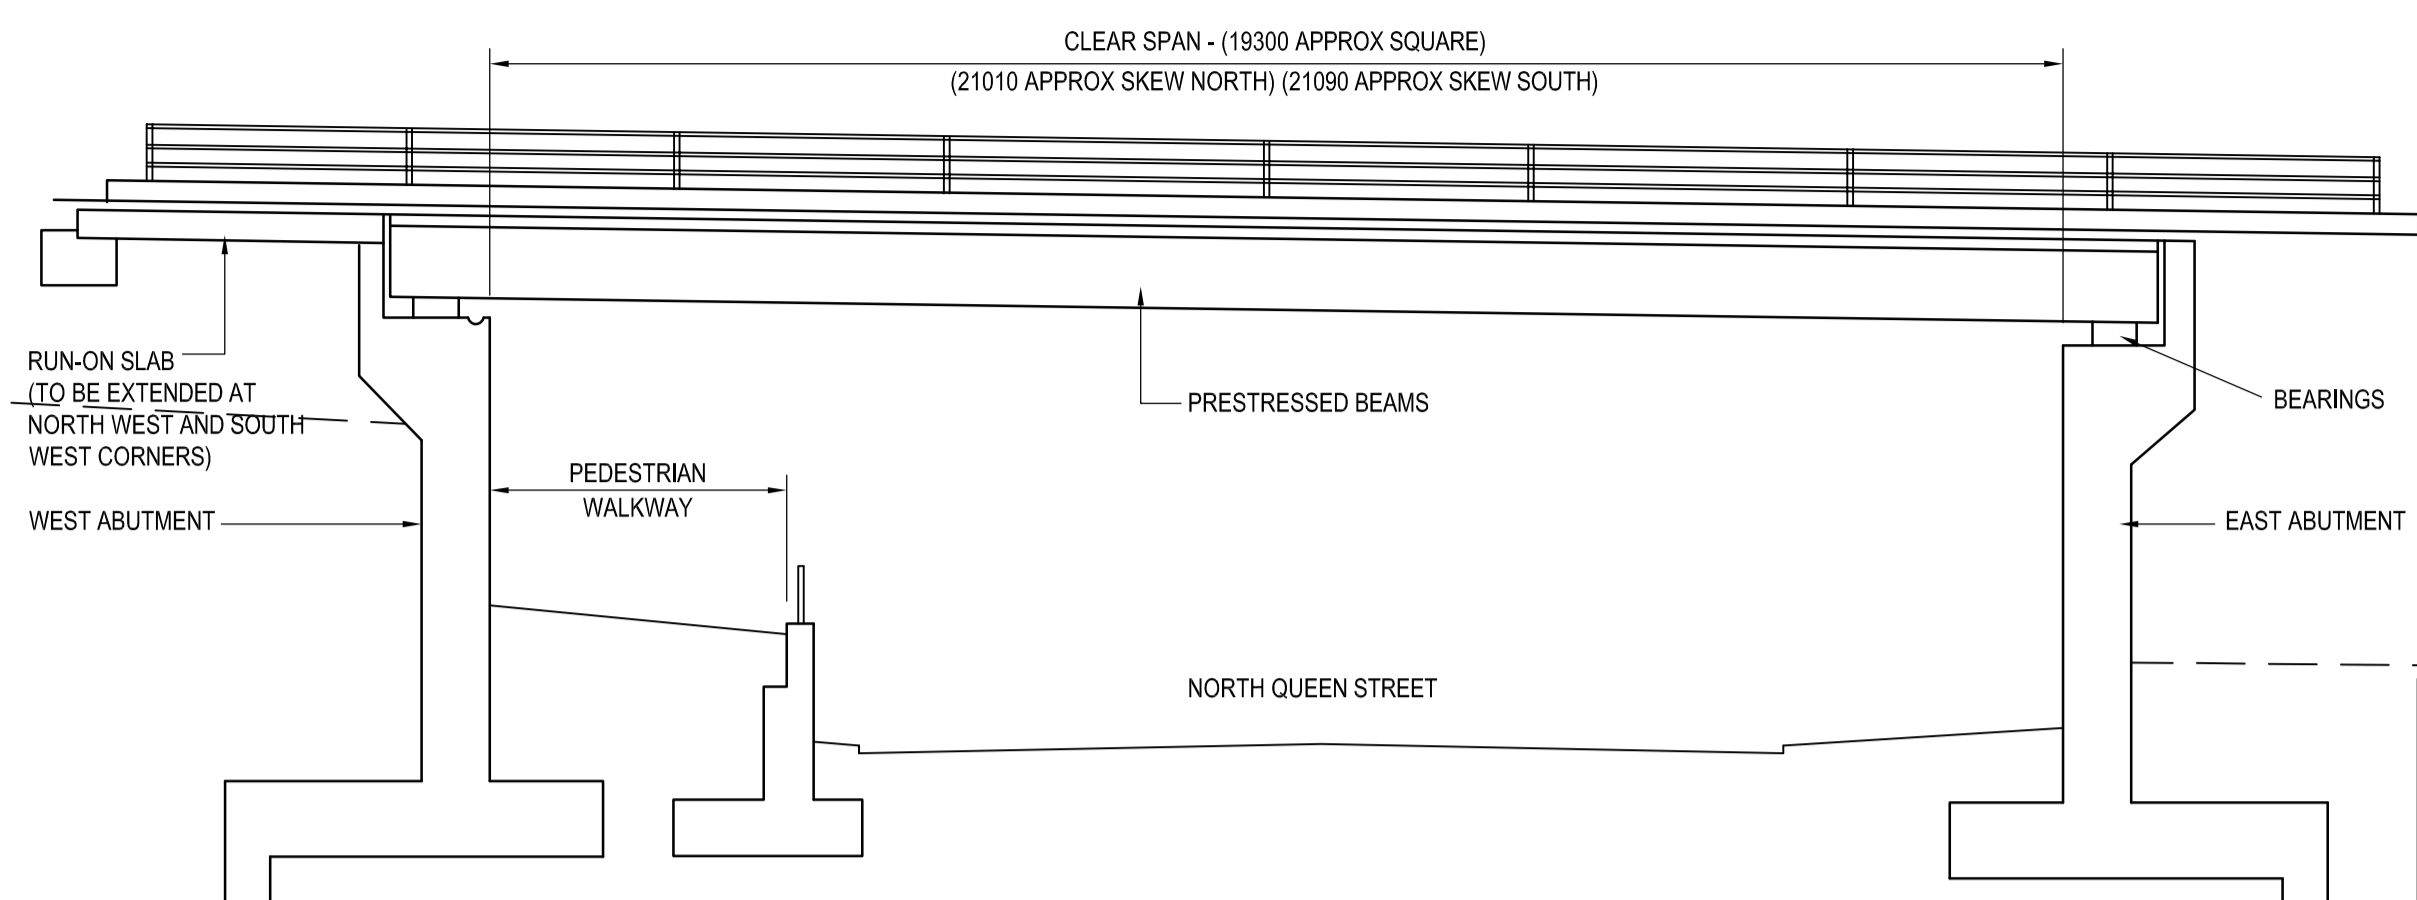 CLEAR SPAN - (19300 APPROX SQUARE)
(21010 APPROX SKEW NORTH) (21090 APPROX SKEW SOUTH)
RUN-ON SLAB
(TO BE EXTENDED AT
NORTH WEST AND SOUTH
WEST CORNERS)
PRESTRESSED BEAMS
BEARINGS
PEDESTRIAN
WALKWAY
WEST ABUTMENT
EAST ABUTMENT
NORTH QUEEN STREET